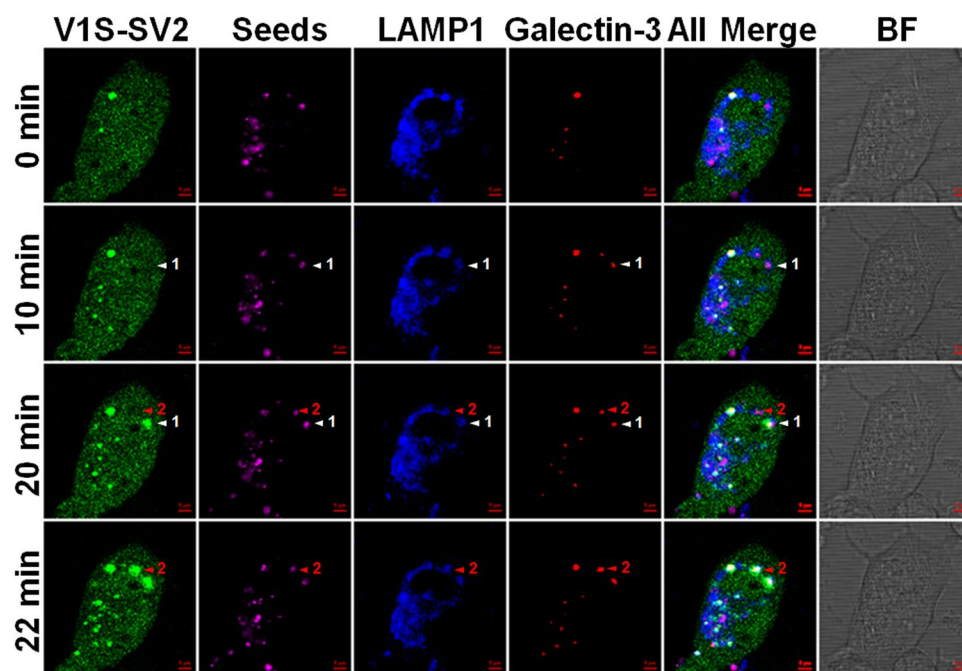 V1S-SV2 Seeds LAMP1 Galectin-3 All Merge BF
0 min
10 min
1 1 1 1 1
20 min
2 2 2 2 2
1 1 1 1 1
22 min
2 2 2 2 2